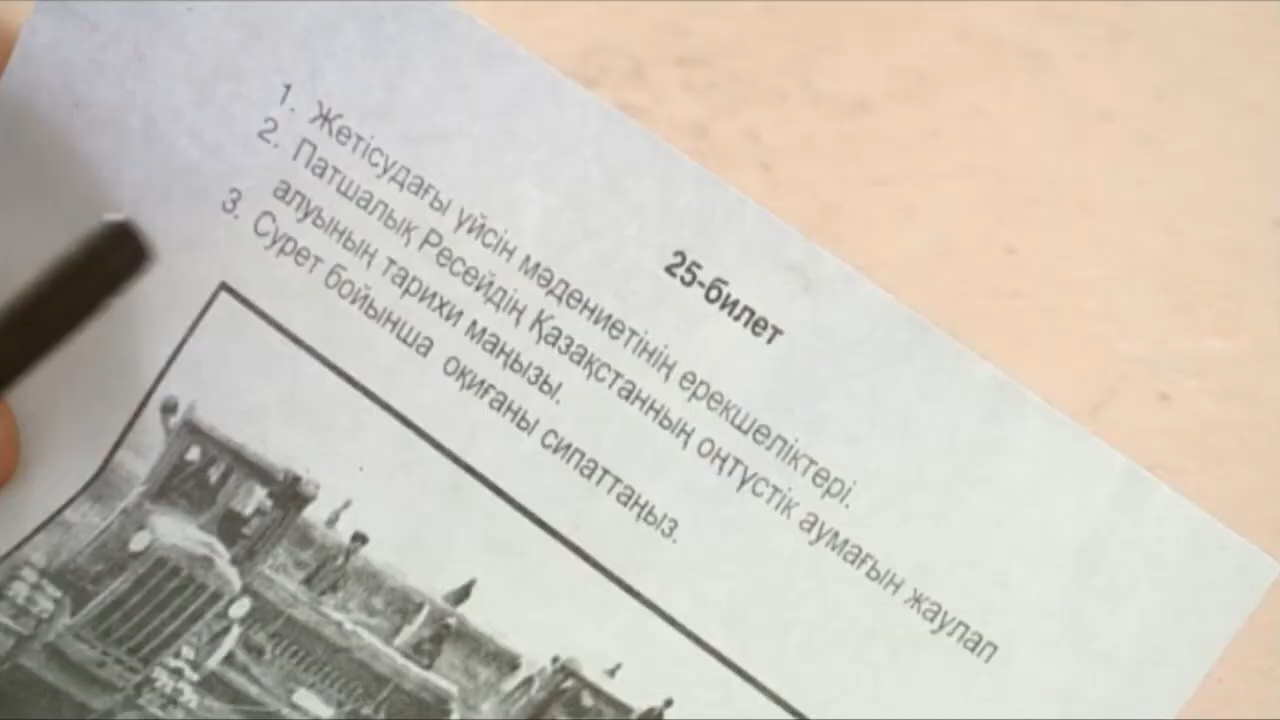 25-билет
1. Жетісудағы үйсін мәдениетінің ерекшеліктері.
2. Патшалық Ресейдің Қазақстанның оңтүстік аумағын жаулап
алуының тарихи маңызы.
3. Сурет бойынша оқиғаны сипаттаңыз.